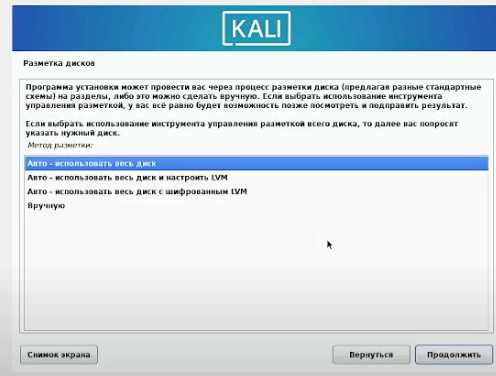 KALI
Разметка дисков
Программа установки может провести вас через процесс разметки диска (предлагая разные стандартные
схемы) на разделы, либо это можно сделать вручную. Если выбрать использование инструмента
управления разметкой, у вас всё равно будет возможность позже посмотреть и подправить результат.
Если выбрать использование инструмента управления разметкой всего диска, то далее вас попросят
указать нужный диск.
Метод разметки:
Авто - использовать весь диск
Авто - использовать весь диск и настроить LVM
Авто - использовать весь диск с шифрованным LVM
Вручную
Снимок экрана
Вернуться
Продолжить